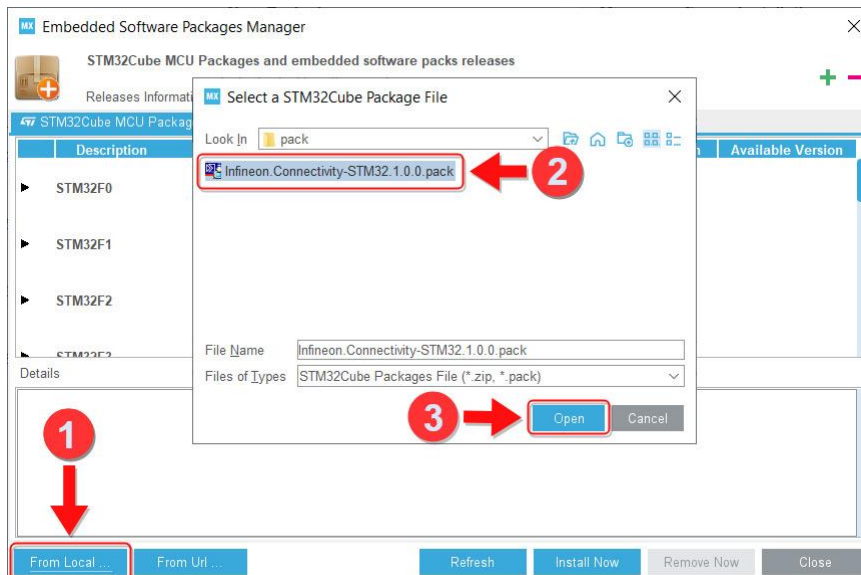 MX Embedded Software Packages Manager
STM32Cube MCU Packages and embedded software packs releases
Releases Informati
MX Select a STM32Cube Package File
STM32Cube MCU Packag
Look In pack
Description
n
Available Version
Infineon.Connectivity-STM32.1.0.0.pack
2
STM32F0
STM32F1
STM32F2
STM32F3
File Name Infineon.Connectivity-STM32.1.0.0.pack
Details
Files of Types STM32Cube Packages File (*.zip, *.pack)
3
Open Cancel
1
From Local ... From Url ... Refresh Install Now Remove Now Close